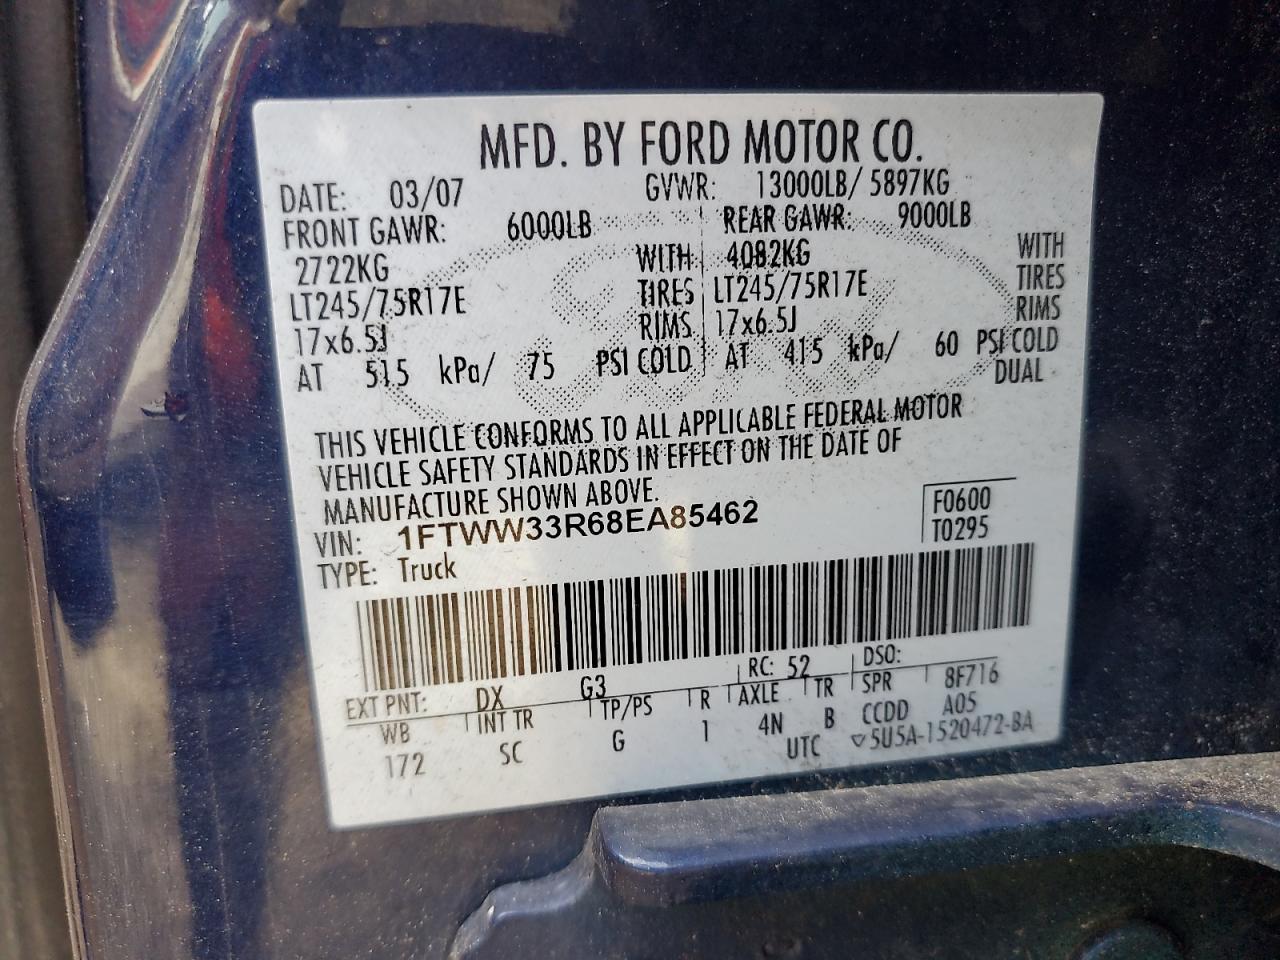 MFD. BY FORD MOTOR CO.
DATE: 03/07 GVWR: 13000LB/ 5897KG
FRONT GAWR: 6000LB REAR GAWR: 9000LB
2722KG WITH 4082KG WITH
LT245/75R17E TIRES LT245/75R17E TIRES
17x6.5J RIMS 17x6.5J RIMS
AT 515 kPa/ 75 PSI COLD AT 415 kPa/ 60 PSI COLD
DUAL
THIS VEHICLE CONFORMS TO ALL APPLICABLE FEDERAL MOTOR
VEHICLE SAFETY STANDARDS IN EFFECT ON THE DATE OF
MANUFACTURE SHOWN ABOVE.
VIN: 1FTWW33R68EA85462 F0600
TYPE: Truck T0295
EXT PNT: DX G3 RC: 52 DSO:
WB INT TR TP/PS R AXLE TR SPR 8F716
172 SC G 1 4N B CCDD A05
UTC ▽5U5A-1520472-BA